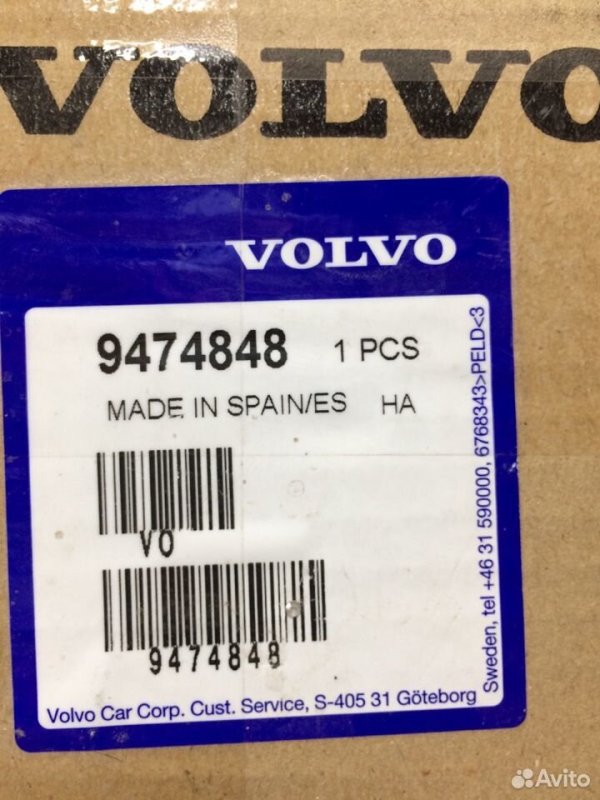 VOLVO
VOLVO
9474848 1 PCS
MADE IN SPAIN/ES HA
VO
9474848
Volvo Car Corp. Cust. Service, S-405 31 Göteborg
Sweden, tel +46 31 590000, 6768343>PELD<3
Avito